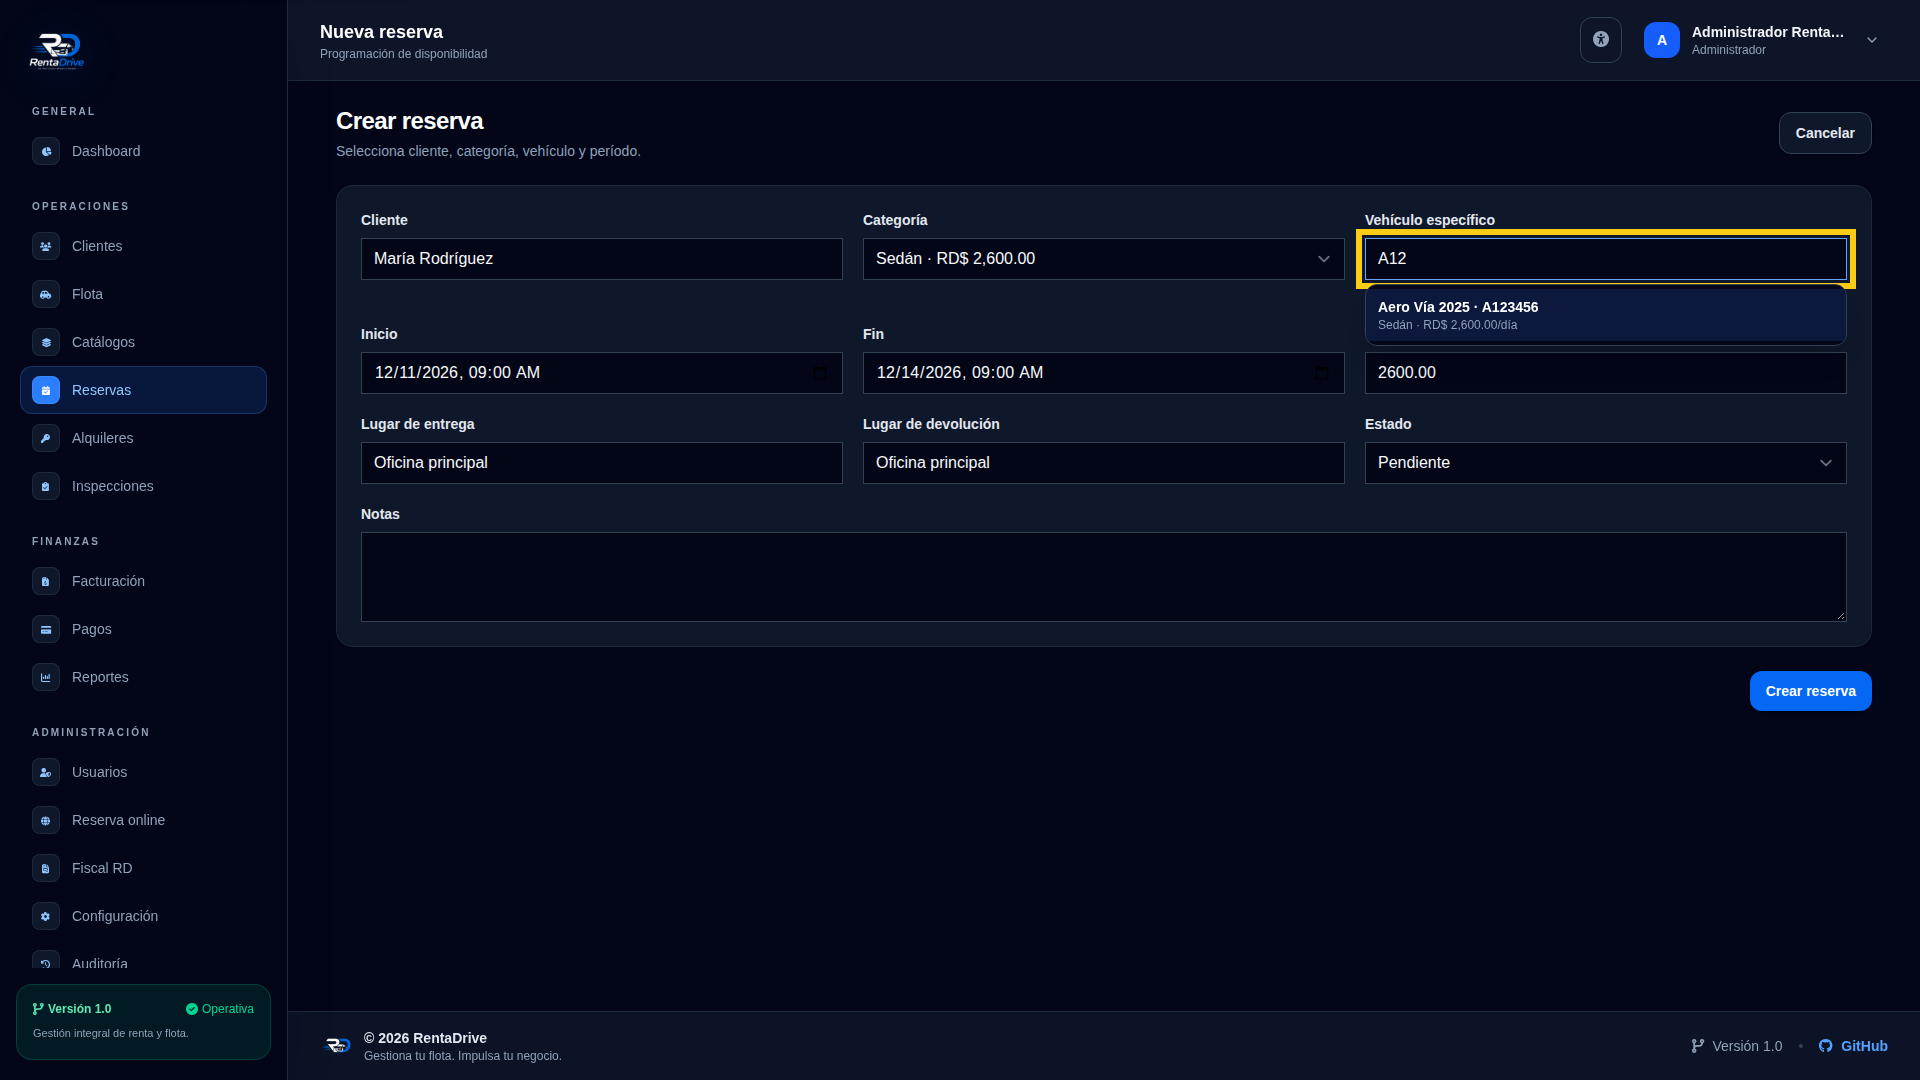 RentaDrive
GENERAL
Dashboard
OPERACIONES
Clientes
Flota
Catálogos
Reservas
Alquileres
Inspecciones
FINANZAS
Facturación
Pagos
Reportes
ADMINISTRACIÓN
Usuarios
Reserva online
Fiscal RD
Configuración
Auditoría
Versión 1.0
Operativa
Gestión integral de renta y flota.
Nueva reserva
Programación de disponibilidad
A
Administrador Renta…
Administrador
Crear reserva
Selecciona cliente, categoría, vehículo y período.
Cancelar
Cliente
María Rodríguez
Categoría
Sedán · RD$ 2,600.00
Vehículo específico
A12
Aero Vía 2025 · A123456
Sedán · RD$ 2,600.00/día
Inicio
12/11/2026, 09:00 AM
Fin
12/14/2026, 09:00 AM
2600.00
Lugar de entrega
Oficina principal
Lugar de devolución
Oficina principal
Estado
Pendiente
Notas
Crear reserva
© 2026 RentaDrive
Gestiona tu flota. Impulsa tu negocio.
Versión 1.0
•
GitHub